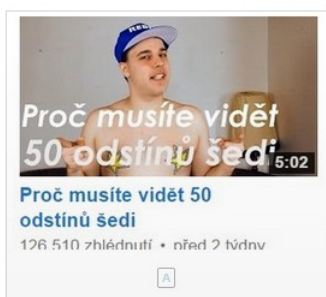 Proč musíte vidět
50 odstínů šedi
5:02
Proč musíte vidět 50
odstínů šedi
126 510 zhlédnutí • před 2 týdny
A